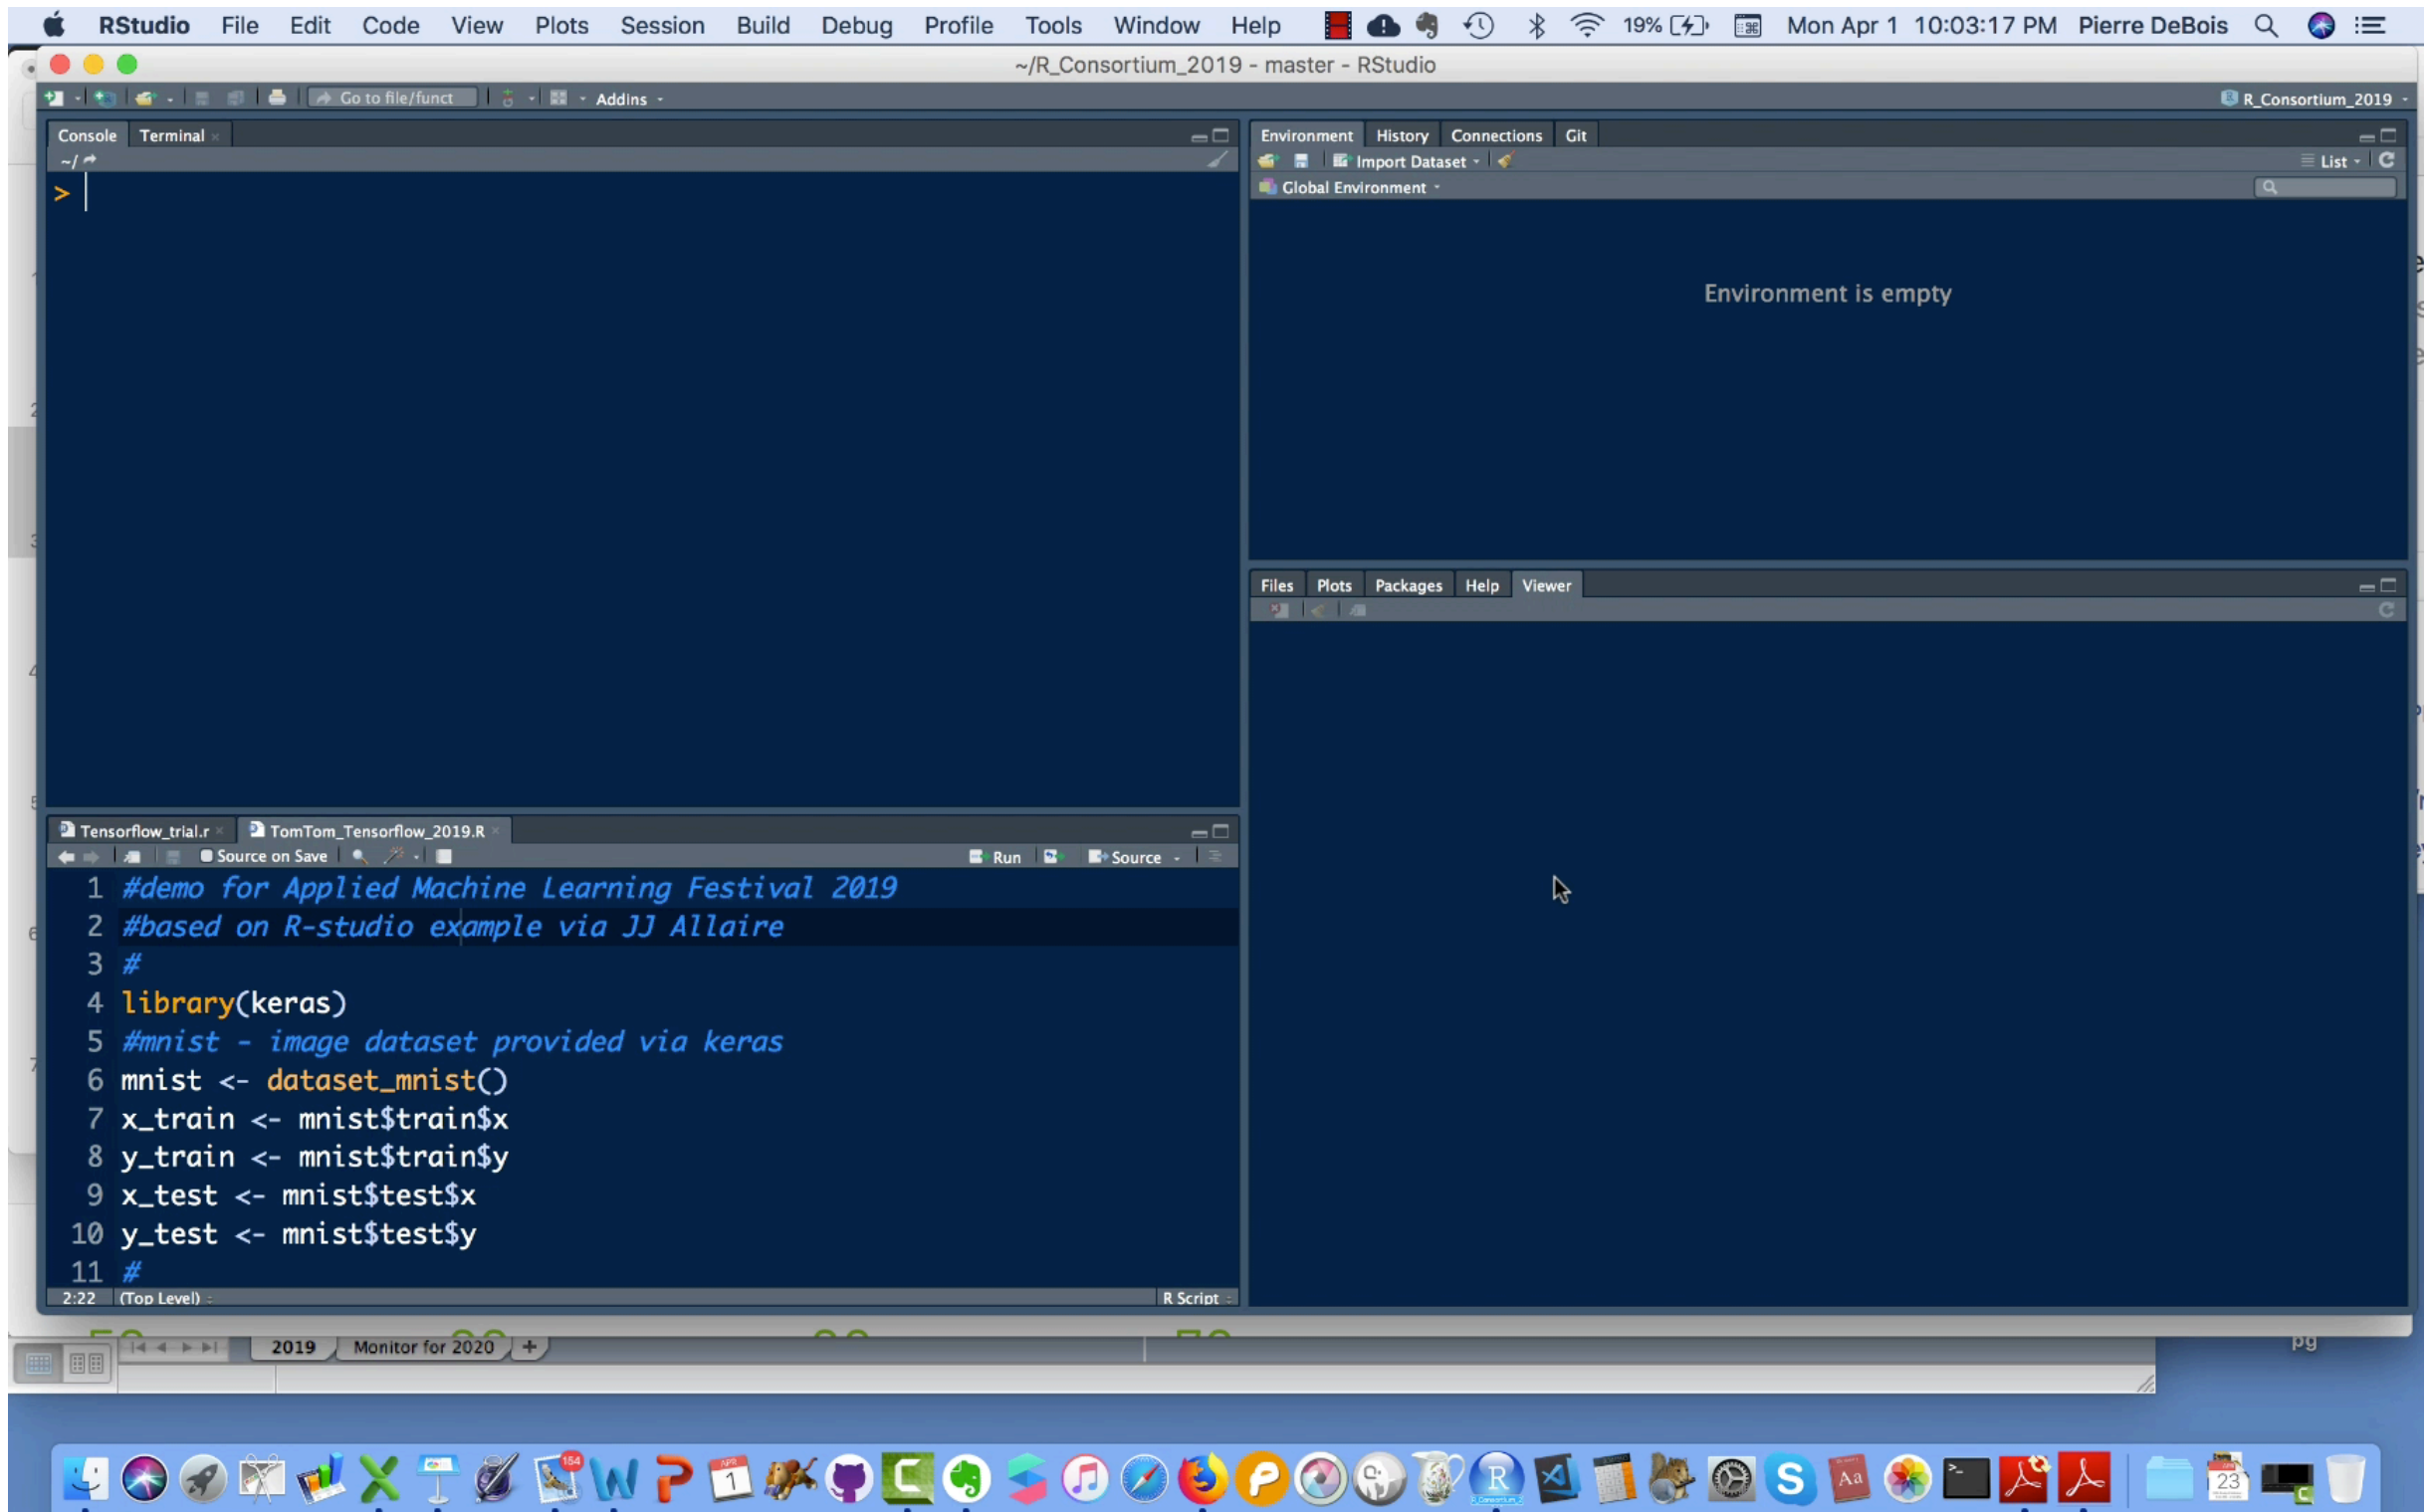 RStudio File Edit Code View Plots Session Build Debug Profile Tools Window Help 19% Mon Apr 1 10:03:17 PM Pierre DeBois
~/R_Consortium_2019 - master - RStudio
Go to file/funct Addins R_Consortium_2019
Console Terminal
~/
>
Environment History Connections Git
Import Dataset List
Global Environment
Environment is empty
Files Plots Packages Help Viewer
Tensorflow_trial.r TomTom_Tensorflow_2019.R
Source on Save Run Source
1 #demo for Applied Machine Learning Festival 2019
2 #based on R-studio example via JJ Allaire
3 #
4 library(keras)
5 #mnist - image dataset provided via keras
6 mnist <- dataset_mnist()
7 x_train <- mnist$train$x
8 y_train <- mnist$train$y
9 x_test <- mnist$test$x
10 y_test <- mnist$test$y
11 #
2:22 (Top Level) R Script
2019 Monitor for 2020 +
pg
154
APR
1
Aa
23